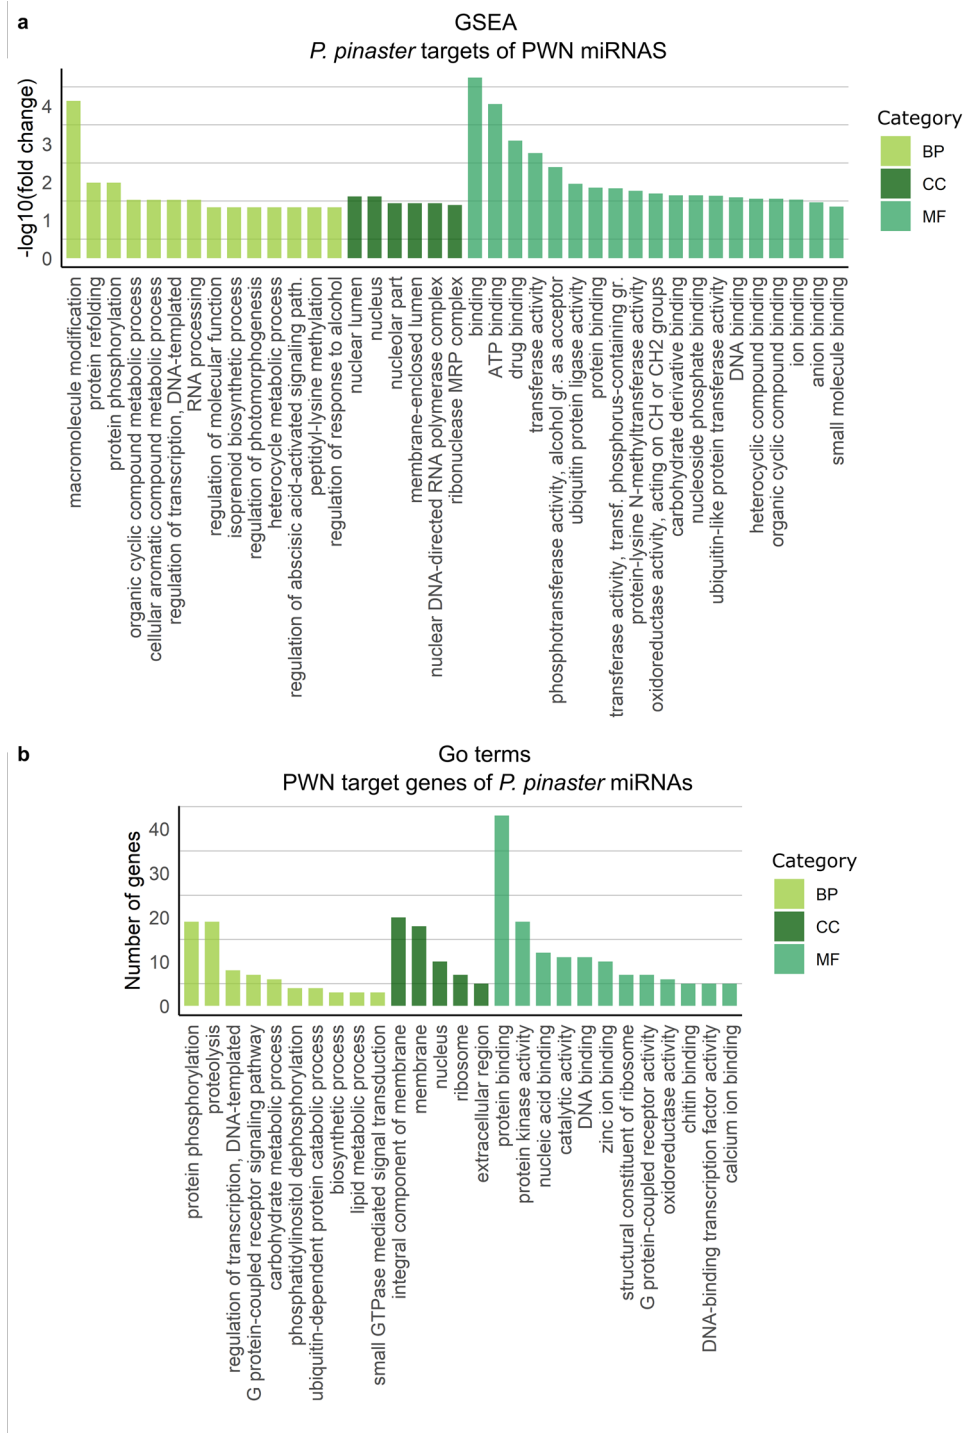 a
GSEA
P. pinaster targets of PWN miRNAS
-log10(fold change)
4
3
2
1
0
macromolecule modification
protein refolding
protein phosphorylation
organic cyclic compound metabolic process
cellular aromatic compound metabolic process
regulation of transcription, DNA-templated
RNA processing
regulation of molecular function
isoprenoid biosynthetic process
regulation of photomorphogenesis
heterocycle metabolic process
regulation of abscisic acid-activated signaling path.
peptidyl-lysine methylation
regulation of response to alcohol
nuclear lumen
nucleus
nucleolar part
membrane-enclosed lumen
nuclear DNA-directed RNA polymerase complex
ribonuclease MRP complex
binding
ATP binding
drug binding
transferase activity
phosphotransferase activity, alcohol gr. as acceptor
ubiquitin protein ligase activity
protein binding
transferase activity, transf. phosphorus-containing gr.
protein-lysine N-methyltransferase activity
oxidoreductase activity, acting on CH or CH2 groups
carbohydrate derivative binding
nucleoside phosphate binding
ubiquitin-like protein transferase activity
DNA binding
heterocyclic compound binding
organic cyclic compound binding
ion binding
anion binding
small molecule binding
Category
BP
CC
MF
b
Go terms
PWN target genes of P. pinaster miRNAs
Number of genes
40
30
20
10
0
protein phosphorylation
proteolysis
regulation of transcription, DNA-templated
G protein-coupled receptor signaling pathway
carbohydrate metabolic process
phosphatidylinositol dephosphorylation
ubiquitin-dependent protein catabolic process
biosynthetic process
lipid metabolic process
small GTPase mediated signal transduction
integral component of membrane
membrane
nucleus
ribosome
extracellular region
protein binding
protein kinase activity
nucleic acid binding
catalytic activity
DNA binding
zinc ion binding
structural constituent of ribosome
G protein-coupled receptor activity
oxidoreductase activity
chitin binding
DNA-binding transcription factor activity
calcium ion binding
Category
BP
CC
MF